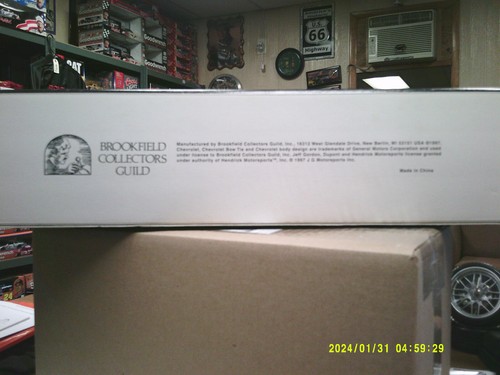 U.S.
66
Highway
BROOKFIELD
COLLECTORS
GUILD
Manufactured by Brookfield Collectors Guild, Inc., 16312 West Glendale Drive, New Berlin, WI 53151 USA ©1997.
Chevrolet, Chevrolet Bow Tie and Chevrolet body design are trademarks of General Motors Corporation and used
under license to Brookfield Collectors Guild, Inc. Jeff Gordon, Dupont and Hendrick Motorsports license granted
under authority of Hendrick Motorsports™, Inc. © 1997 J G Motorsports Inc.
Made in China
2024/01/31 04:59:29